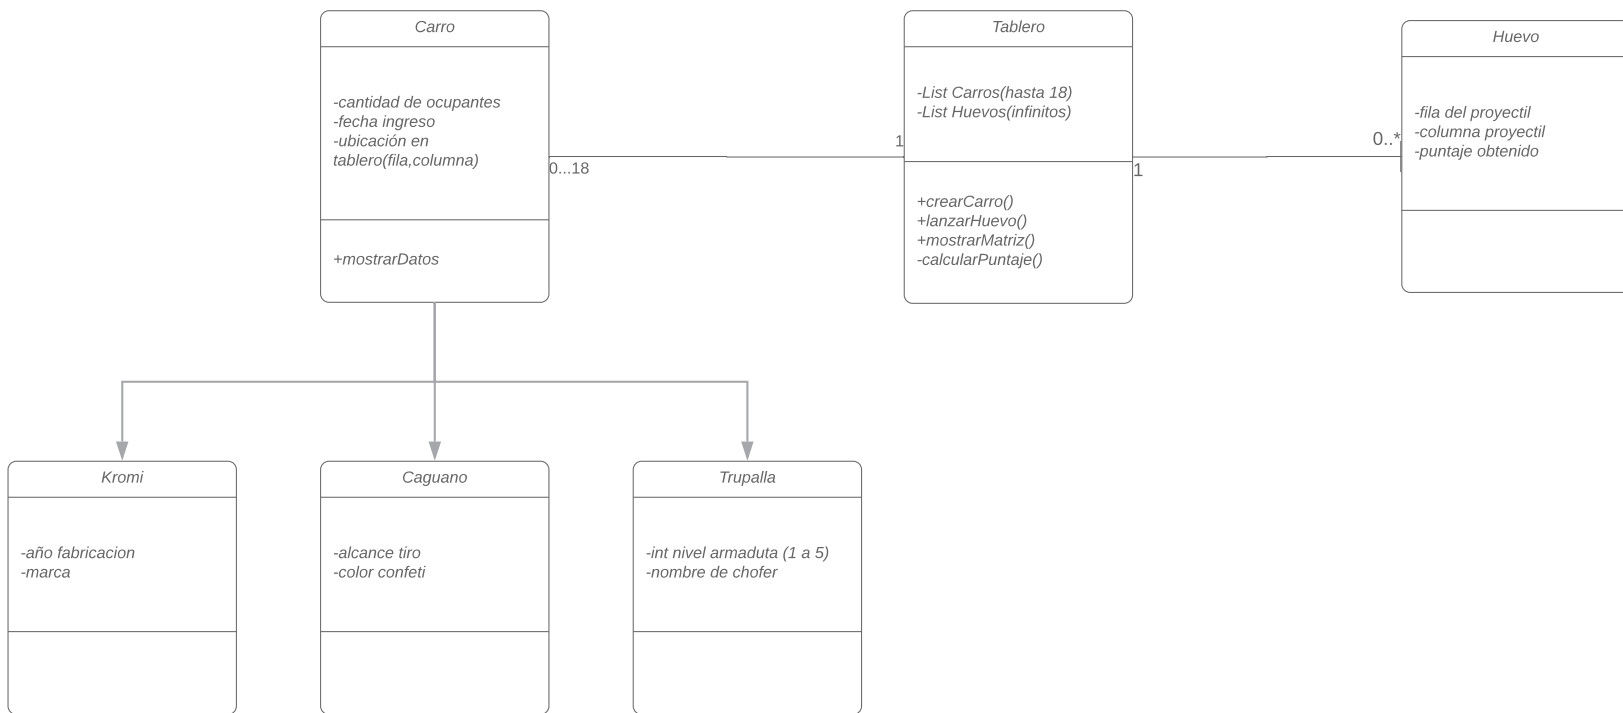 Carro
-cantidad de ocupantes
-fecha ingreso
-ubicación en
tablero(fila,columna)
+mostrarDatos
0...18
1
Tablero
-List Carros(hasta 18)
-List Huevos(infinitos)
+crearCarro()
+lanzarHuevo()
+mostrarMatriz()
-calcularPuntaje()
1
0..*
Huevo
-fila del proyectil
-columna proyectil
-puntaje obtenido
Kromi
-año fabricacion
-marca
Caguano
-alcance tiro
-color confeti
Trupalla
-int nivel armaduta (1 a 5)
-nombre de chofer